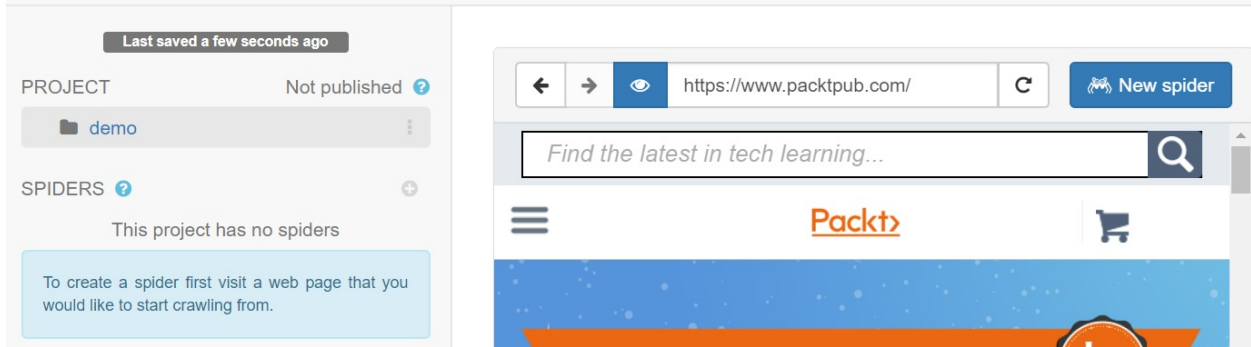 Last saved a few seconds ago
PROJECT
Not published
demo
SPIDERS
This project has no spiders
To create a spider first visit a web page that you
would like to start crawling from.
https://www.packtpub.com/
New spider
Find the latest in tech learning...
Packt>